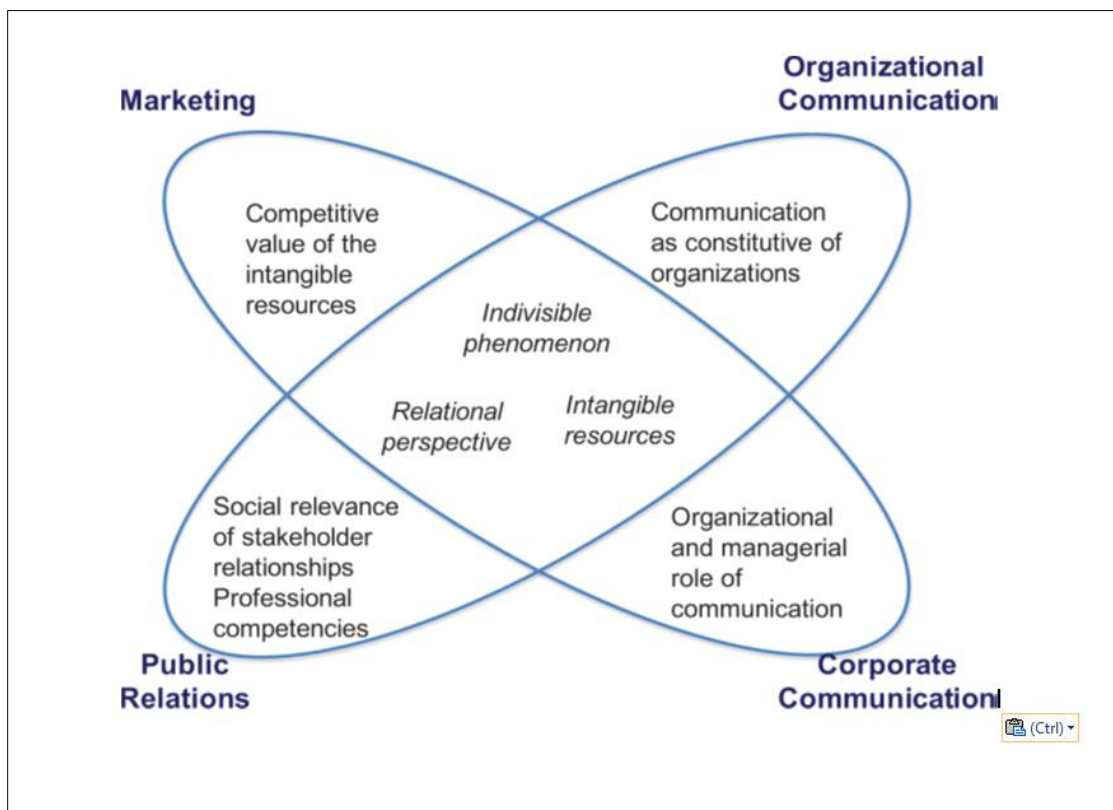 Marketing
Organizational
Communication
Competitive
value of the
intangible
resources
Communication
as constitutive of
organizations
Indivisible
phenomenon
Relational
perspective
Intangible
resources
Social relevance
of stakeholder
relationships
Professional
competencies
Organizational
and managerial
role of
communication
Public
Relations
Corporate
Communication
(Ctrl)